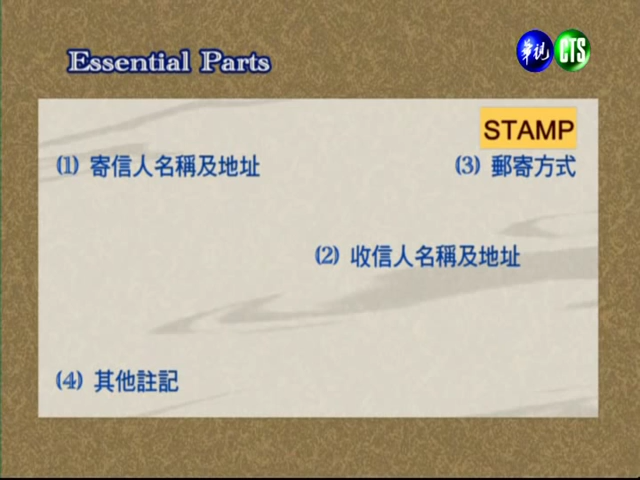 Essential Parts
華視 CTS
STAMP
(1) 寄信人名稱及地址
(3) 郵寄方式
(2) 收信人名稱及地址
(4) 其他註記